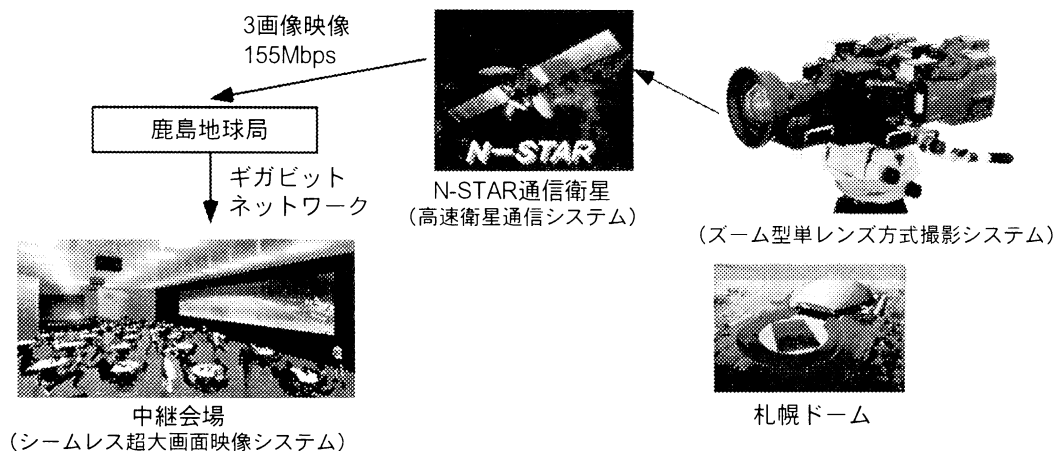 3画像映像
155Mbps
鹿島地球局
ギガビット
ネットワーク
N-STAR
N-STAR通信衛星
（高速衛星通信システム）
（ズーム型単レンズ方式撮影システム）
中継会場
（シームレス超大画面映像システム）
札幌ドーム